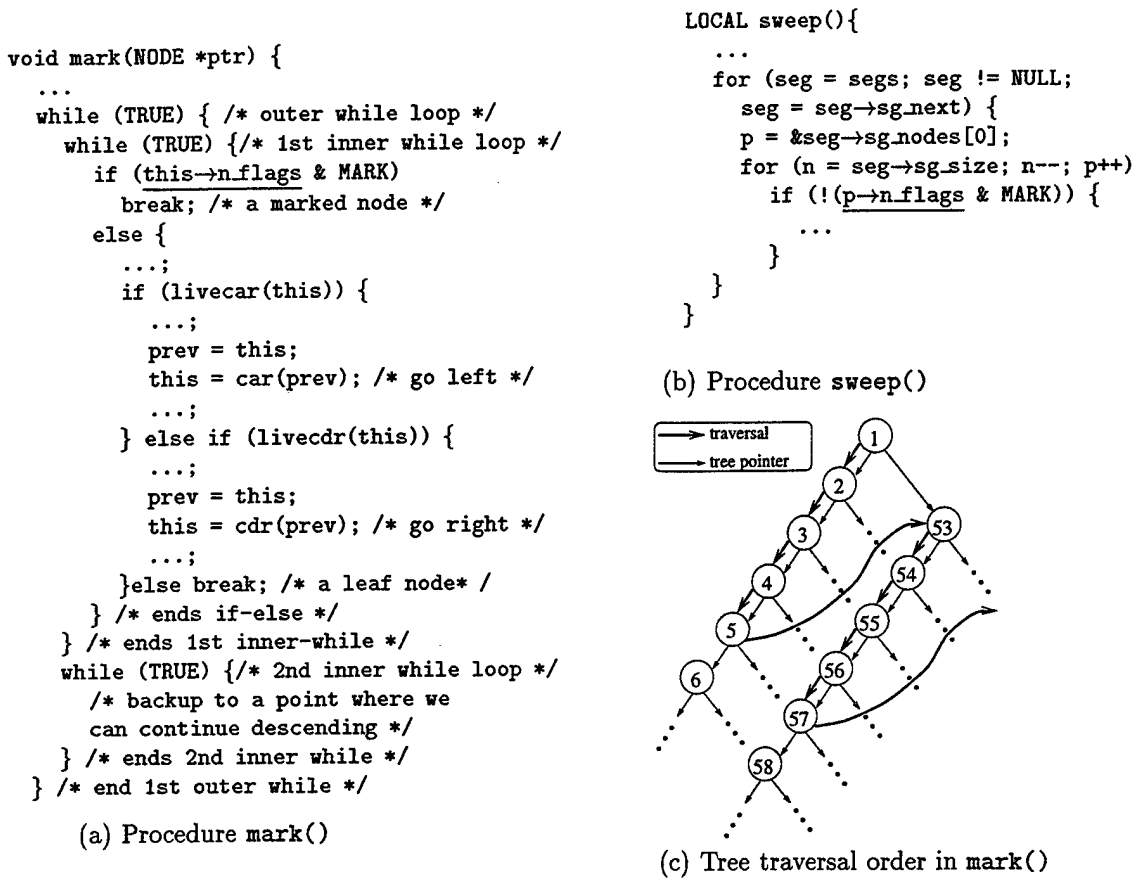 void mark(NODE *ptr) {
...
while (TRUE) { /* outer while loop */
while (TRUE) {/* 1st inner while loop */
if (this→n_flags & MARK)
break; /* a marked node */
else {
...;
if (livecar(this)) {
...;
prev = this;
this = car(prev); /* go left */
...;
} else if (livecdr(this)) {
...;
prev = this;
this = cdr(prev); /* go right */
...;
}else break; /* a leaf node* /
} /* ends if-else */
} /* ends 1st inner-while */
while (TRUE) {/* 2nd inner while loop */
/* backup to a point where we
can continue descending */
} /* ends 2nd inner while */
} /* end 1st outer while */
(a) Procedure mark()
LOCAL sweep(){
...
for (seg = segs; seg != NULL;
seg = seg→sg_next) {
p = &seg→sg_nodes[0];
for (n = seg→sg_size; n--; p++)
if (!(p→n_flags & MARK)) {
...
}
}
}
(b) Procedure sweep()
traversal
tree pointer
1
2
3
53
4
54
5
55
6
56
57
58
(c) Tree traversal order in mark()